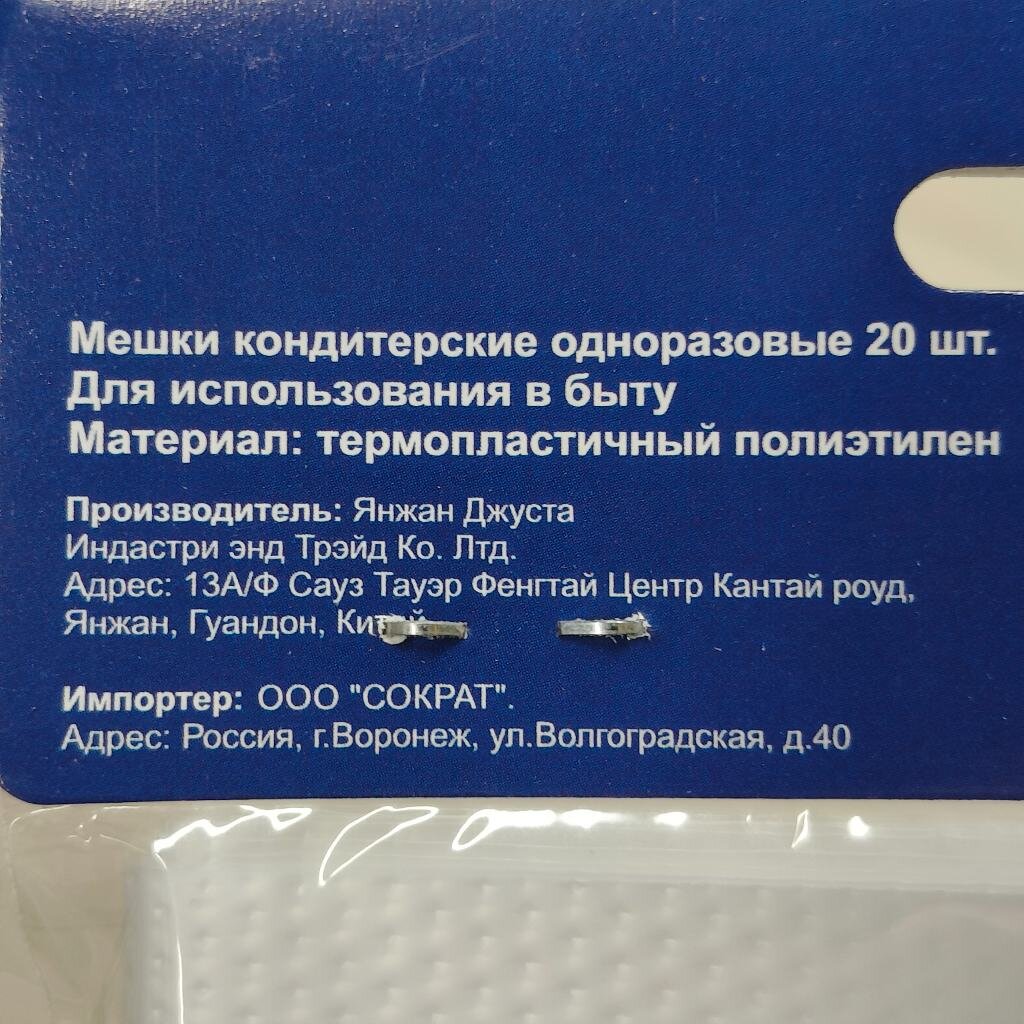 Мешки кондитерские одноразовые 20 шт.
Для использования в быту
Материал: термопластичный полиэтилен
Производитель: Янжан Джуста
Индастри энд Трэйд Ко. Лтд.
Адрес: 13А/Ф Сауз Тауэр Фенгтай Центр Кантай роуд,
Янжан, Гуандон, Китай
Импортер: ООО "СОКРАТ".
Адрес: Россия, г.Воронеж, ул.Волгоградская, д.40